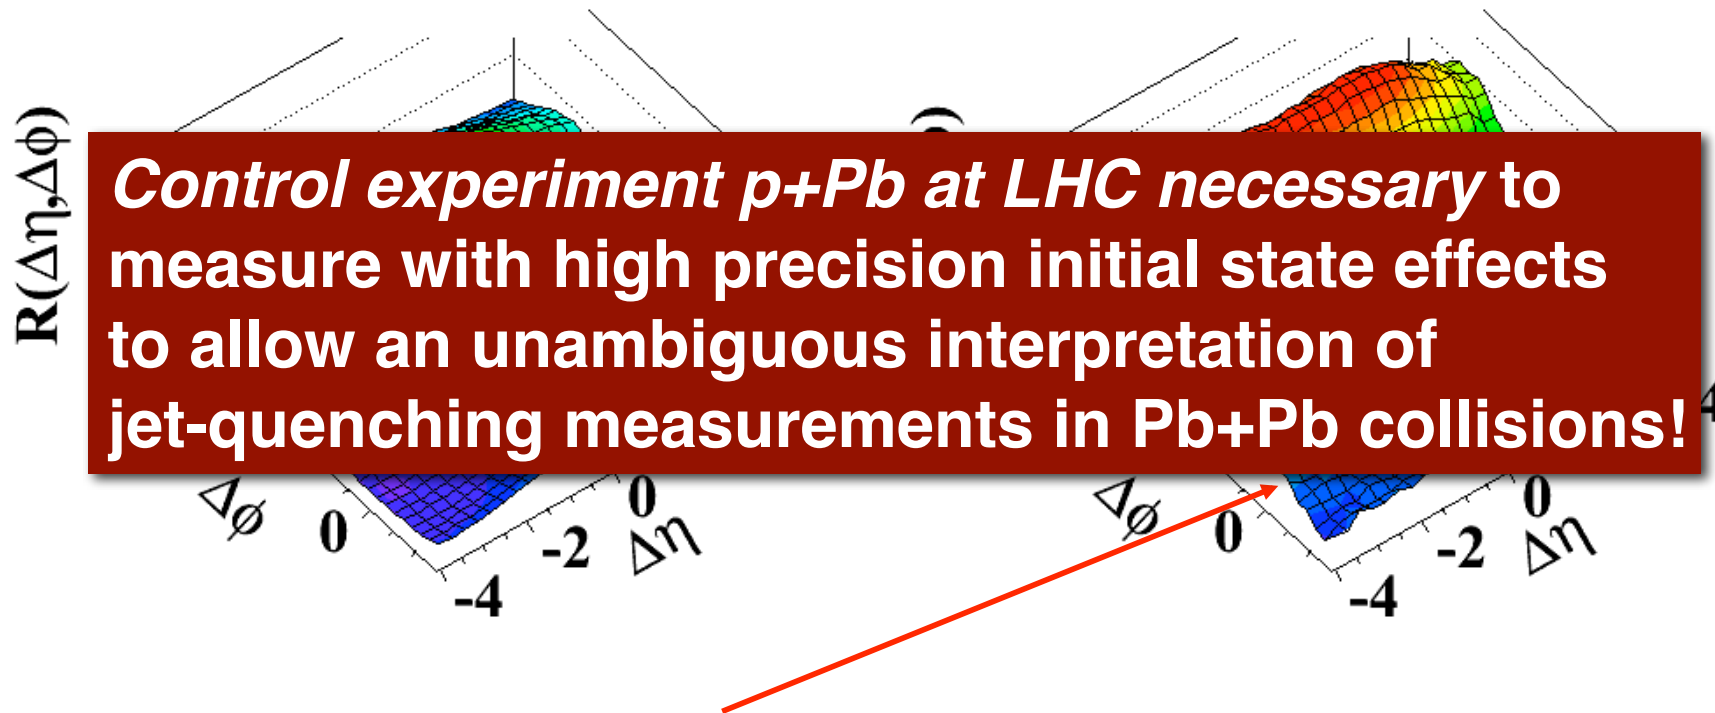 R(Δη,Δϕ)
)
Control experiment p+Pb at LHC necessary to
measure with high precision initial state effects
to allow an unambiguous interpretation of
jet-quenching measurements in Pb+Pb collisions!
4
Δϕ
0
-4
-2
0
Δη
Δϕ
0
-4
-2
0
Δη